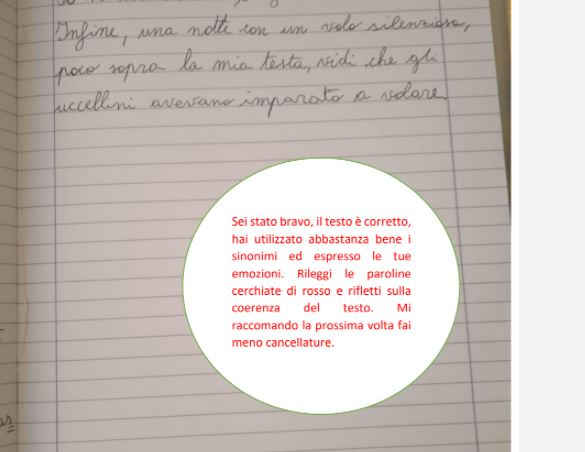 Infine, una notte con un volo silenzioso,
poco sopra la mia testa, vidi che gli
uccellini avevano imparato a volare.
Sei stato bravo, il testo è corretto,
hai utilizzato abbastanza bene i
sinonimi ed espresso le tue
emozioni. Rileggi le paroline
cerchiate di rosso e rifletti sulla
coerenza del testo. Mi
raccomando la prossima volta fai
meno cancellature.